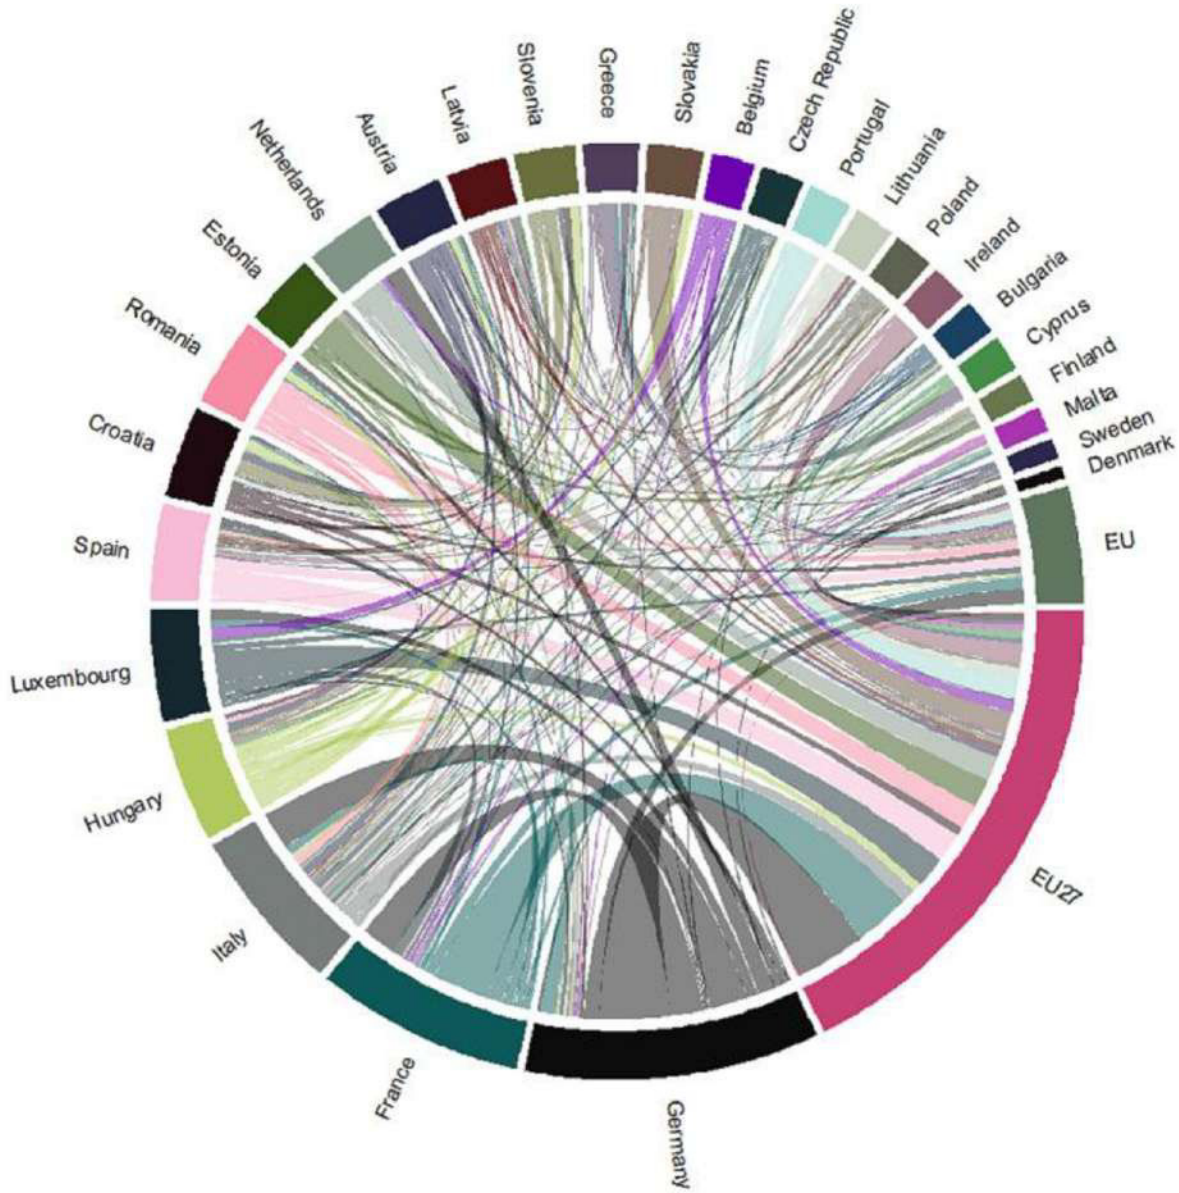 Greece
Slovakia
Belgium
Czech Republic
Portugal
Lithuania
Poland
Ireland
Bulgaria
Cyprus
Finland
Malta
Sweden
Denmark
EU
EU27
Germany
France
Italy
Hungary
Luxembourg
Spain
Croatia
Romania
Estonia
Netherlands
Austria
Latvia
Slovenia